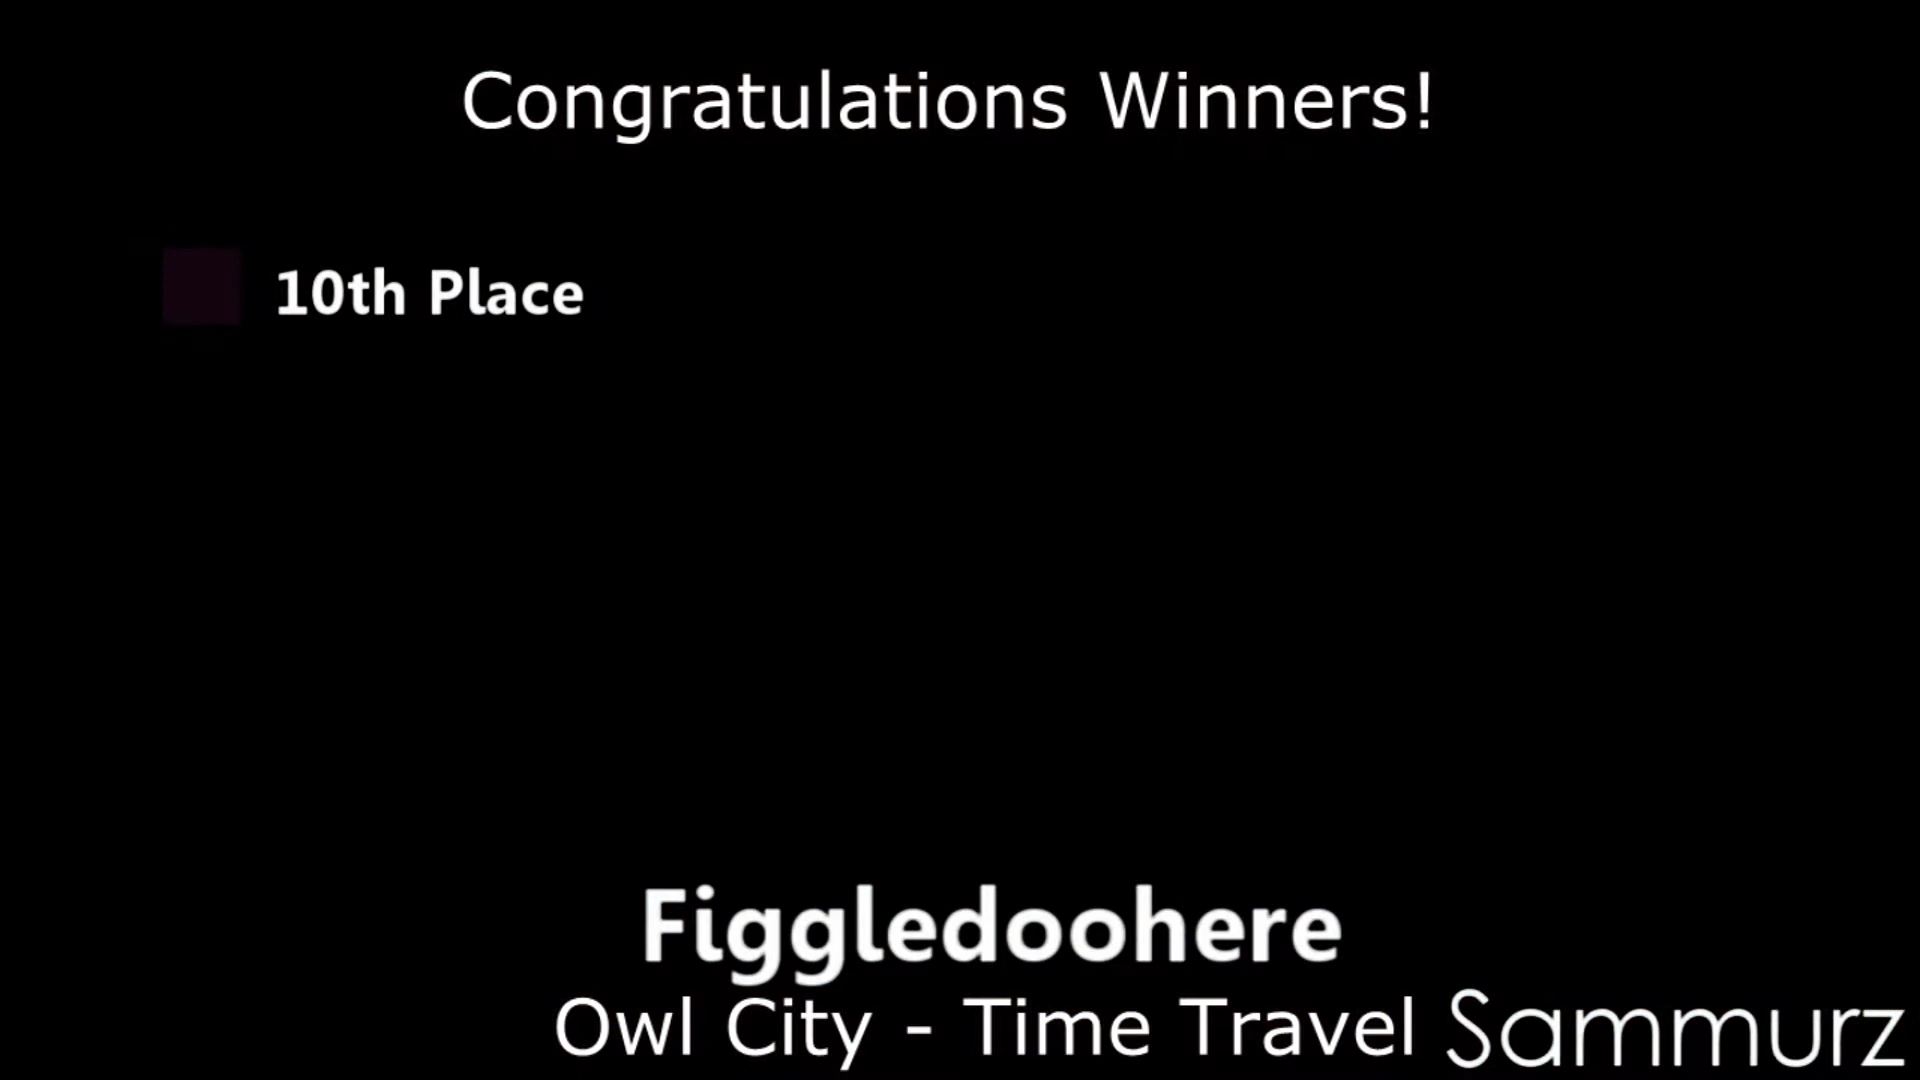 Congratulations Winners!
10th Place
Figgledoohere
Owl City - Time Travel Sammurz